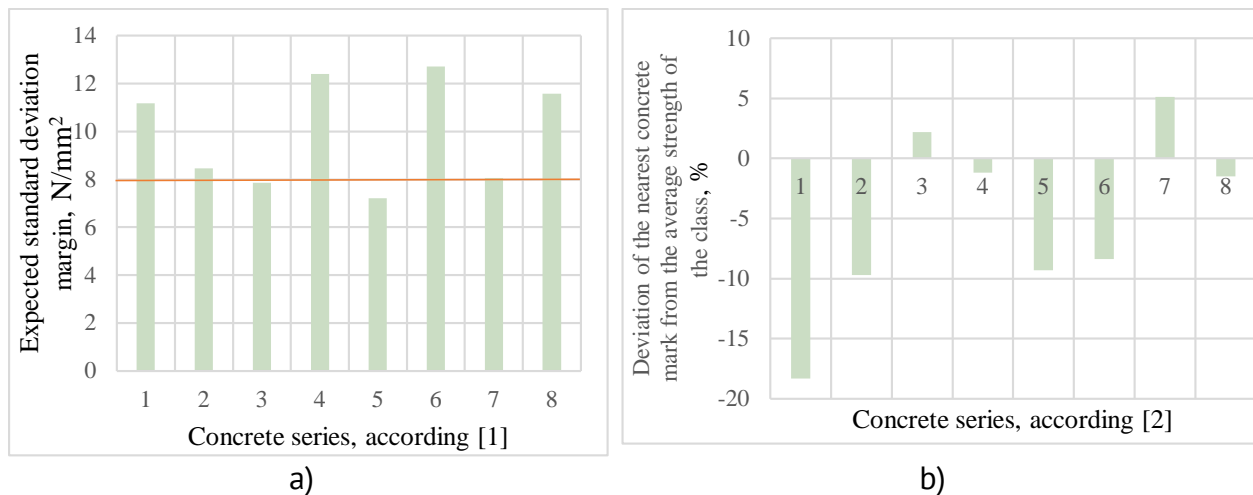 Expected standard deviation
margin, N/mm²
14
12
10
8
6
4
2
0
1 2 3 4 5 6 7 8
Concrete series, according [1]
a)
Deviation of the nearest concrete
mark from the average strength of
the class, %
10
5
0
-5
-10
-15
-20
1 2 3 4 5 6 7 8
Concrete series, according [2]
b)